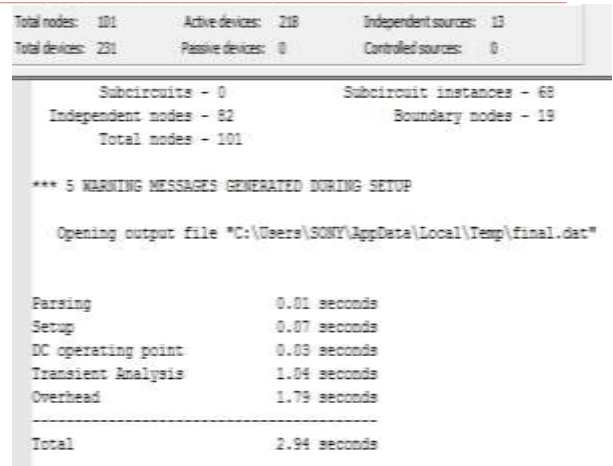 Total nodes: 101 Active devices: 218 Independent sources: 13
Total devices: 231 Passive devices: 0 Controlled sources: 0
Subcircuits - 0 Subcircuit instances - 68
Independent nodes - 82 Boundary nodes - 19
Total nodes - 101
*** 5 WARNING MESSAGES GENERATED DURING SETUP
Opening output file "C:\Users\SONY\AppData\Local\Temp\final.dat"
Parsing 0.01 seconds
Setup 0.07 seconds
DC operating point 0.03 seconds
Transient Analysis 1.04 seconds
Overhead 1.79 seconds
-----------------------------------------
Total 2.94 seconds